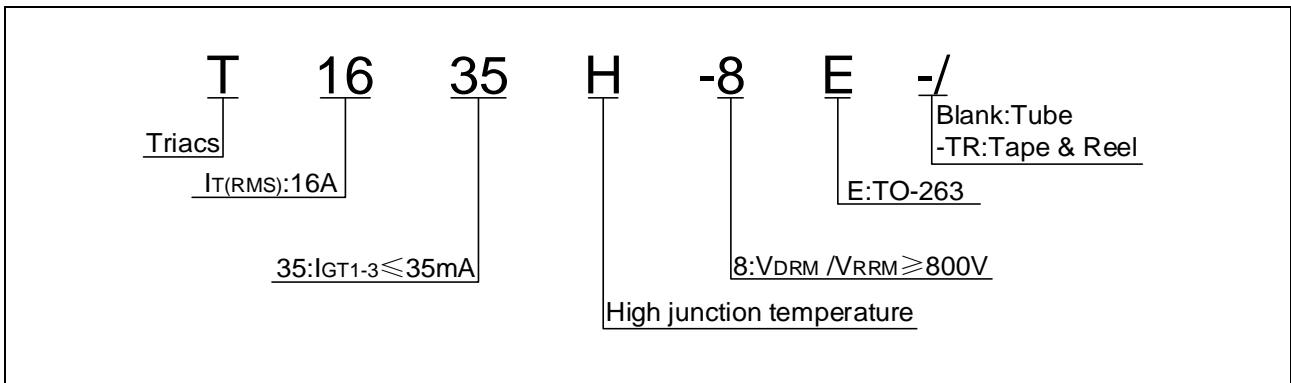 T 16 35 H -8 E -/
Blank:Tube
Triacs
-TR:Tape & Reel
IT(RMS):16A
E:TO-263
35:IGT1-3≤35mA
8:VDRM /VRRM≥800V
High junction temperature